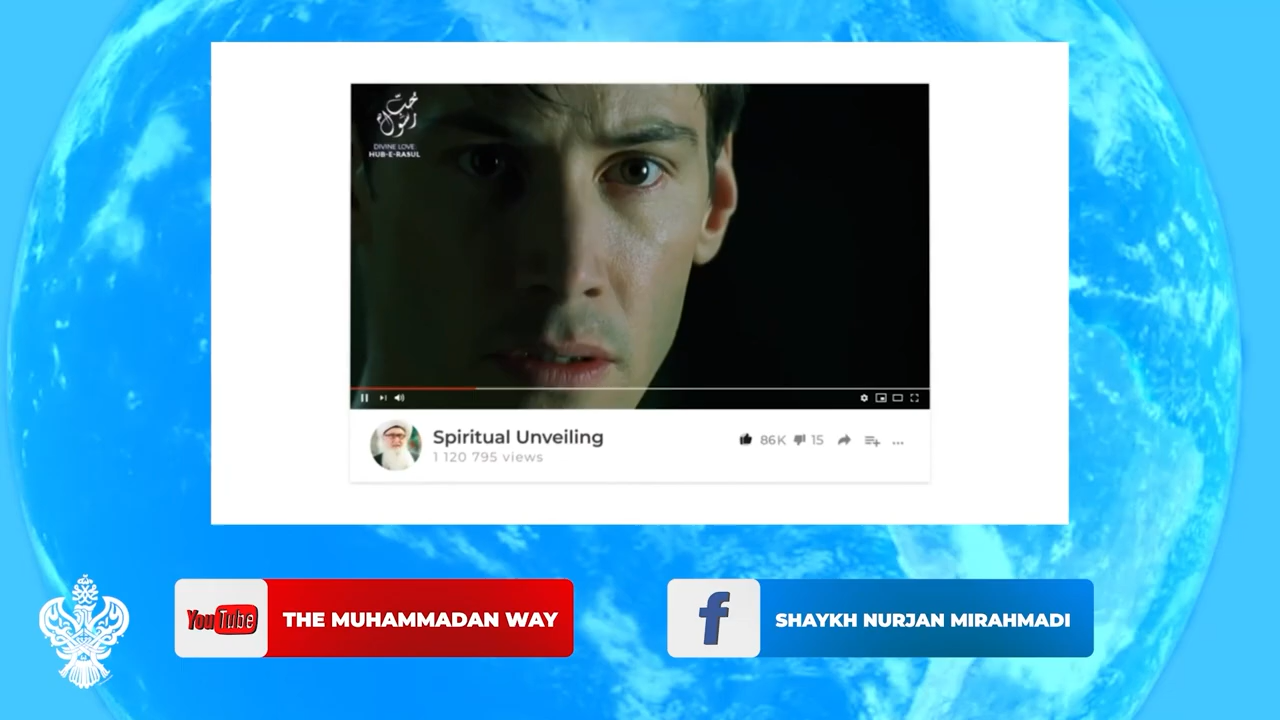 حُبِّ
رَسُول
DIVINE LOVE:
HUB-E-RASUL
Spiritual Unveiling
1 120 795 views
86K
15
YouTube
THE MUHAMMADAN WAY
f
SHAYKH NURJAN MIRAHMADI